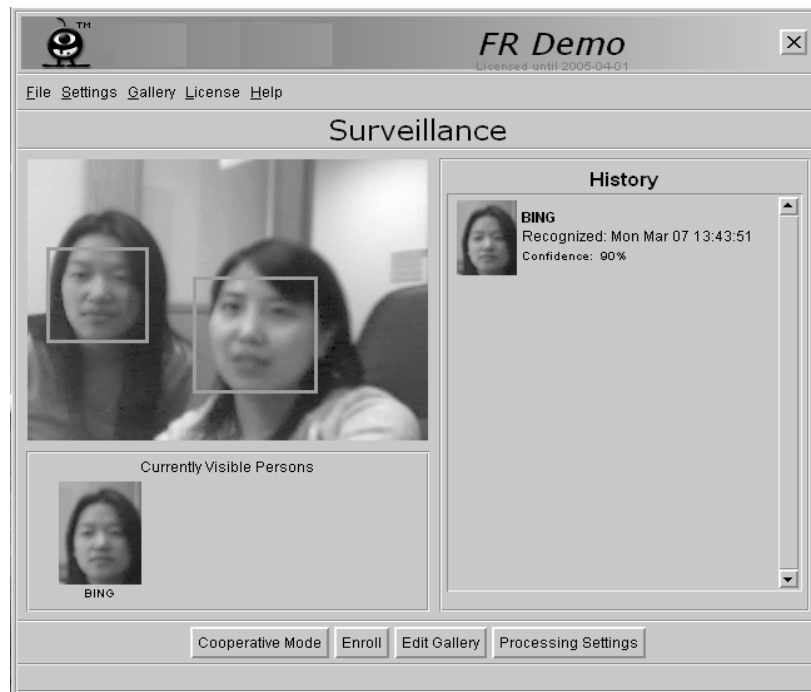 TM
FR Demo
Licensed until 2005-04-01
File Settings Gallery License Help
Surveillance
History
BING
Recognized: Mon Mar 07 13:43:51
Confidence: 90%
Currently Visible Persons
BING
Cooperative Mode Enroll Edit Gallery Processing Settings